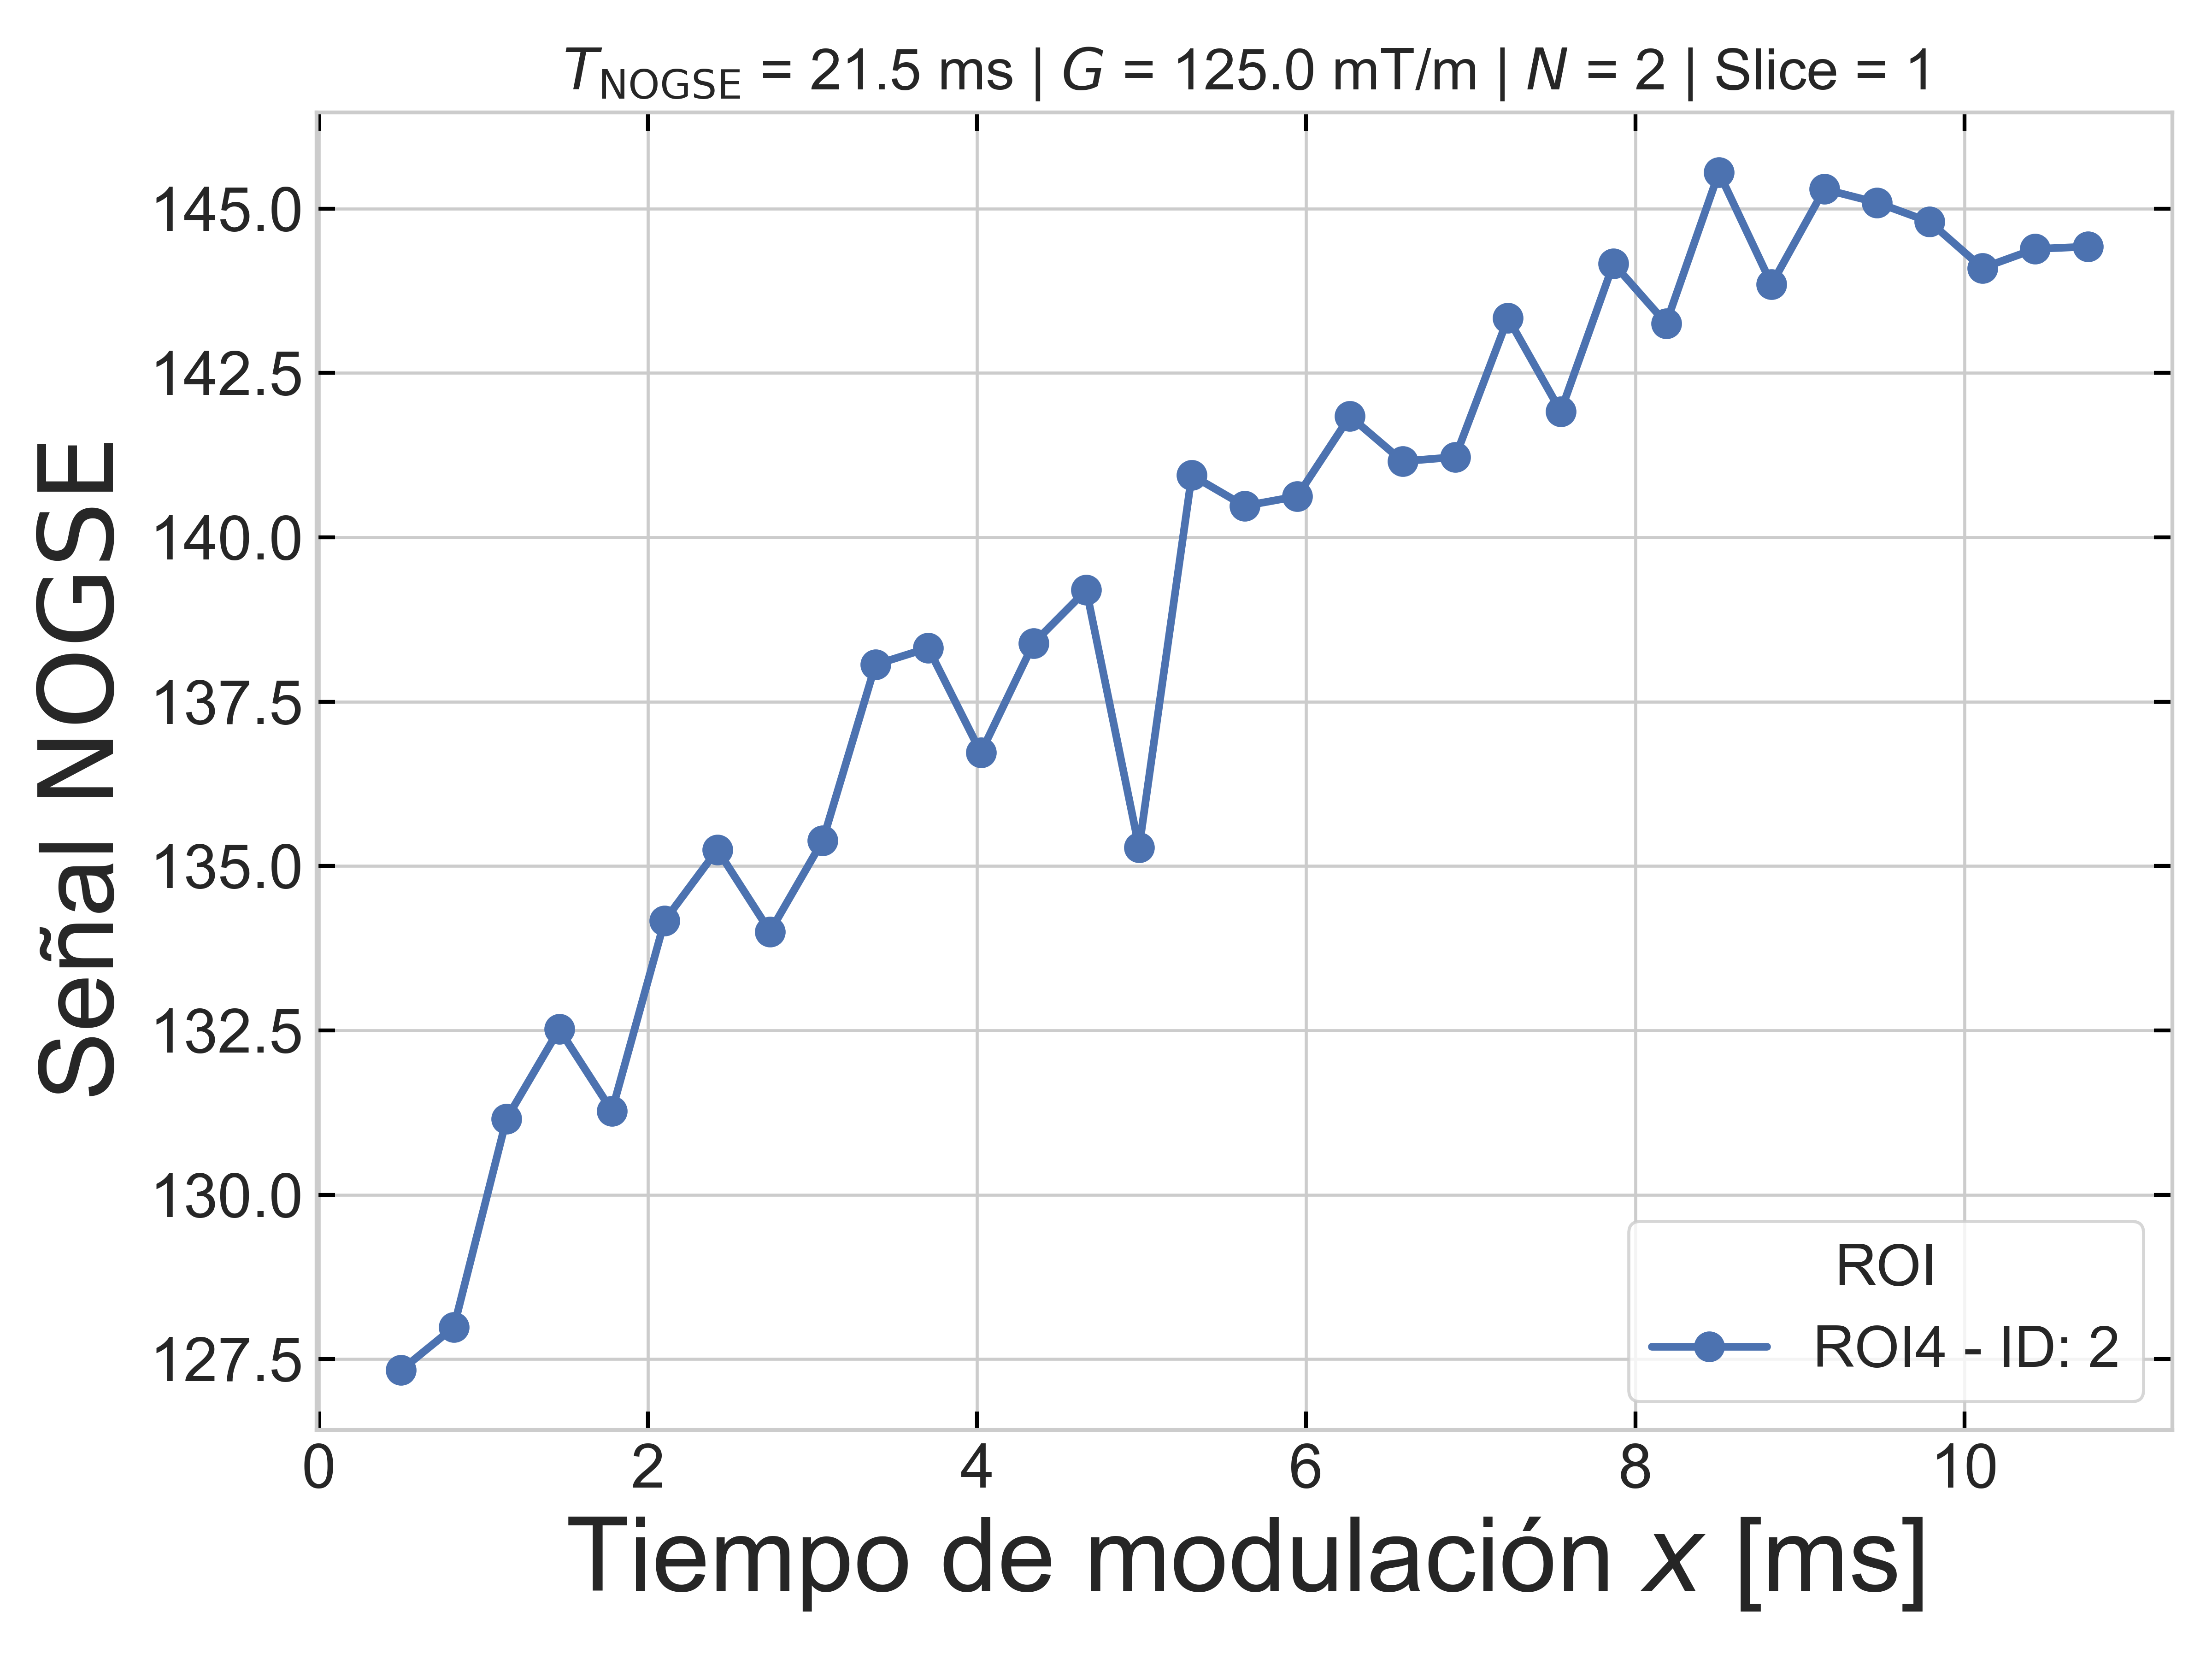 T_NOGSE = 21.5 ms | G = 125.0 mT/m | N = 2 | Slice = 1
Señal NOGSE
145.0
142.5
140.0
137.5
135.0
132.5
130.0
127.5
ROI
ROI4 - ID: 2
0 2 4 6 8 10
Tiempo de modulación x [ms]